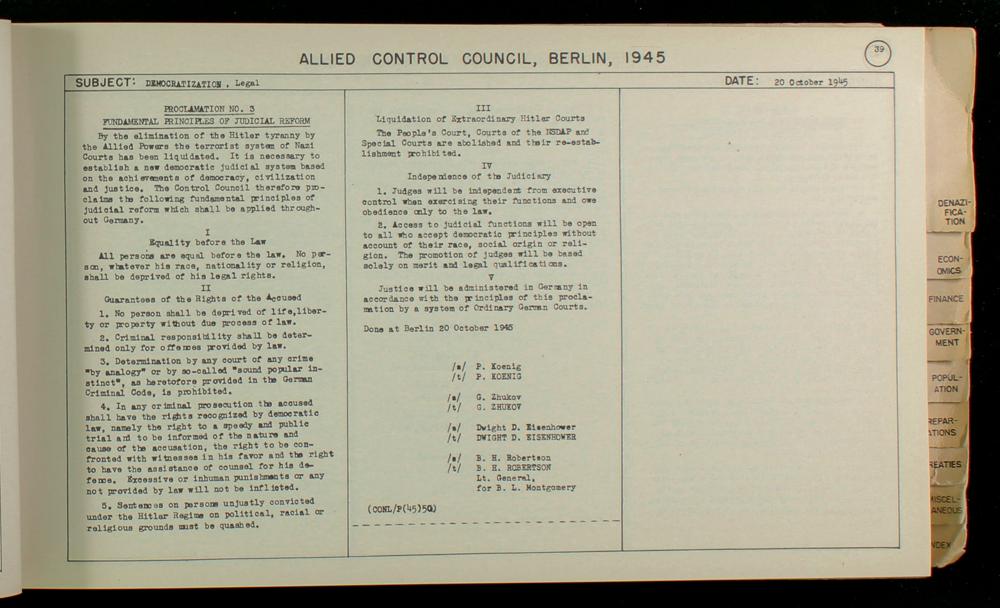 ALLIED CONTROL COUNCIL, BERLIN, 1945
39
SUBJECT: DEMOCRATIZATION, Legal
DATE: 20 October 1945
PROCLAMATION NO. 3
FUNDAMENTAL PRINCIPLES OF JUDICIAL REFORM
By the elimination of the Hitler tyranny by
the Allied Powers the terrorist system of Nazi
Courts has been liquidated. It is necessary to
establish a new democratic judicial system based
on the achievements of democracy, civilization
and justice. The Control Council therefore pro-
claims the following fundamental principles of
judicial reform which shall be applied through-
out Germany.
I
Equality before the Law
All persons are equal before the law. No per-
son, whatever his race, nationality or religion,
shall be deprived of his legal rights.
II
Guarantees of the Rights of the Accused
1. No person shall be deprived of life,liber-
ty or property without due process of law.
2. Criminal responsibility shall be deter-
mined only for offences provided by law.
3. Determination by any court of any crime
"by analogy" or by so-called "sound popular in-
stinct", as heretofore provided in the German
Criminal Code, is prohibited.
4. In any criminal prosecution the accused
shall have the rights recognized by democratic
law, namely the right to a speedy and public
trial and to be informed of the nature and
cause of the accusation, the right to be con-
fronted with witnesses in his favor and the right
to have the assistance of counsel for his de-
fence. Excessive or inhuman punishments or any
not provided by law will not be inflicted.
5. Sentences on persons unjustly convicted
under the Hitler Regime on political, racial or
religious grounds must be quashed.
III
Liquidation of Extraordinary Hitler Courts
The People's Court, Courts of the NSDAP and
Special Courts are abolished and their re-estab-
lishment prohibited.
IV
Independence of the Judiciary
1. Judges will be independent from executive
control when exercising their functions and owe
obedience only to the law.
2. Access to judicial functions will be open
to all who accept democratic principles without
account of their race, social origin or reli-
gion. The promotion of judges will be based
solely on merit and legal qualifications.
V
Justice will be administered in Germany in
accordance with the principles of this procla-
mation by a system of Ordinary German Courts.
Done at Berlin 20 October 1945
/s/ P. Koenig
/t/ P. KOENIG
/s/ G. Zhukov
/t/ G. ZHUKOV
/s/ Dwight D. Eisenhower
/t/ DWIGHT D. EISENHOWER
/s/ B. H. Robertson
/t/ B. H. ROBERTSON
Lt. General,
for B. L. Montgomery
(CONL/P(45)50)
DENAZI-
FICA-
TION
ECON-
OMICS
FINANCE
GOVERN-
MENT
POPUL-
ATION
REPAR-
ATIONS
REATIES
MISCEL-
ANEOUS
NDEX